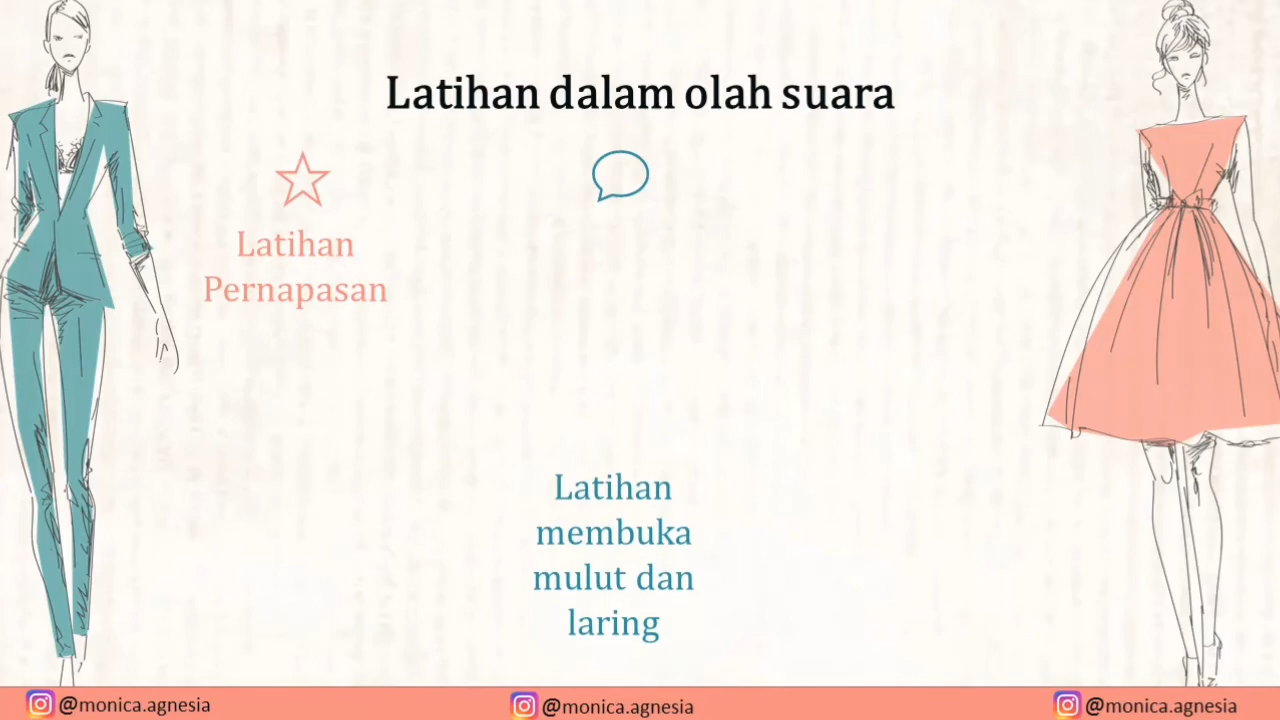 Latihan dalam olah suara
Latihan
Pernapasan
Latihan
membuka
mulut dan
laring
@monica.agnesia
@monica.agnesia
@monica.agnesia